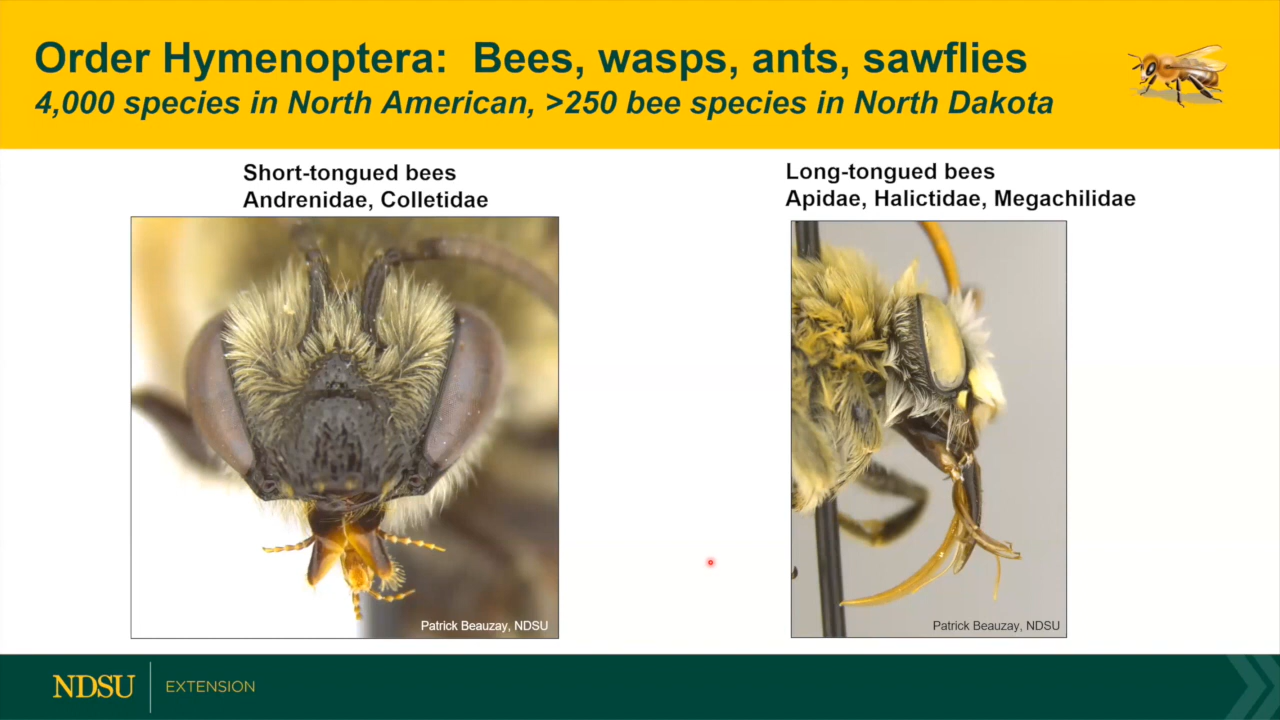 Order Hymenoptera: Bees, wasps, ants, sawflies
4,000 species in North American, >250 bee species in North Dakota
Short-tongued bees
Andrenidae, Colletidae
Long-tongued bees
Apidae, Halictidae, Megachilidae
Patrick Beauzay, NDSU
Patrick Beauzay, NDSU
NDSU
EXTENSION